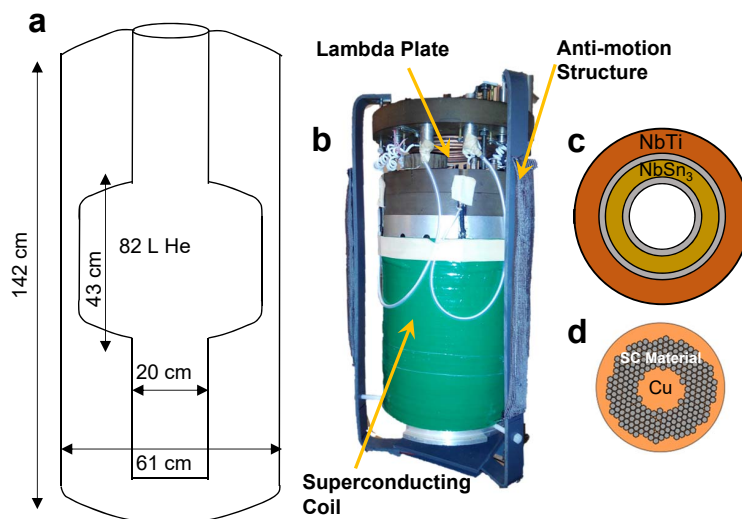 a
142 cm
43 cm
82 L He
20 cm
61 cm
b
Lambda Plate
Anti-motion
Structure
Superconducting
Coil
c
NbTi
NbSn₃
d
SC Material
Cu